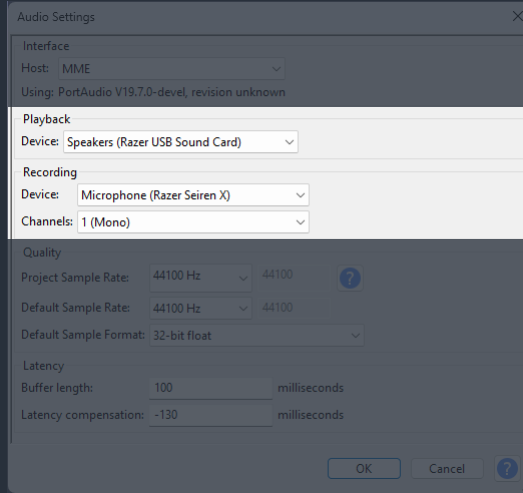 Audio Settings
Interface
Host: MME
Using: PortAudio V19.7.0-devel, revision unknown
Playback
Device: Speakers (Razer USB Sound Card)
Recording
Device: Microphone (Razer Seiren X)
Channels: 1 (Mono)
Quality
Project Sample Rate: 44100 Hz 44100 ?
Default Sample Rate: 44100 Hz 44100
Default Sample Format: 32-bit float
Latency
Buffer length: 100 milliseconds
Latency compensation: -130 milliseconds
OK Cancel ?